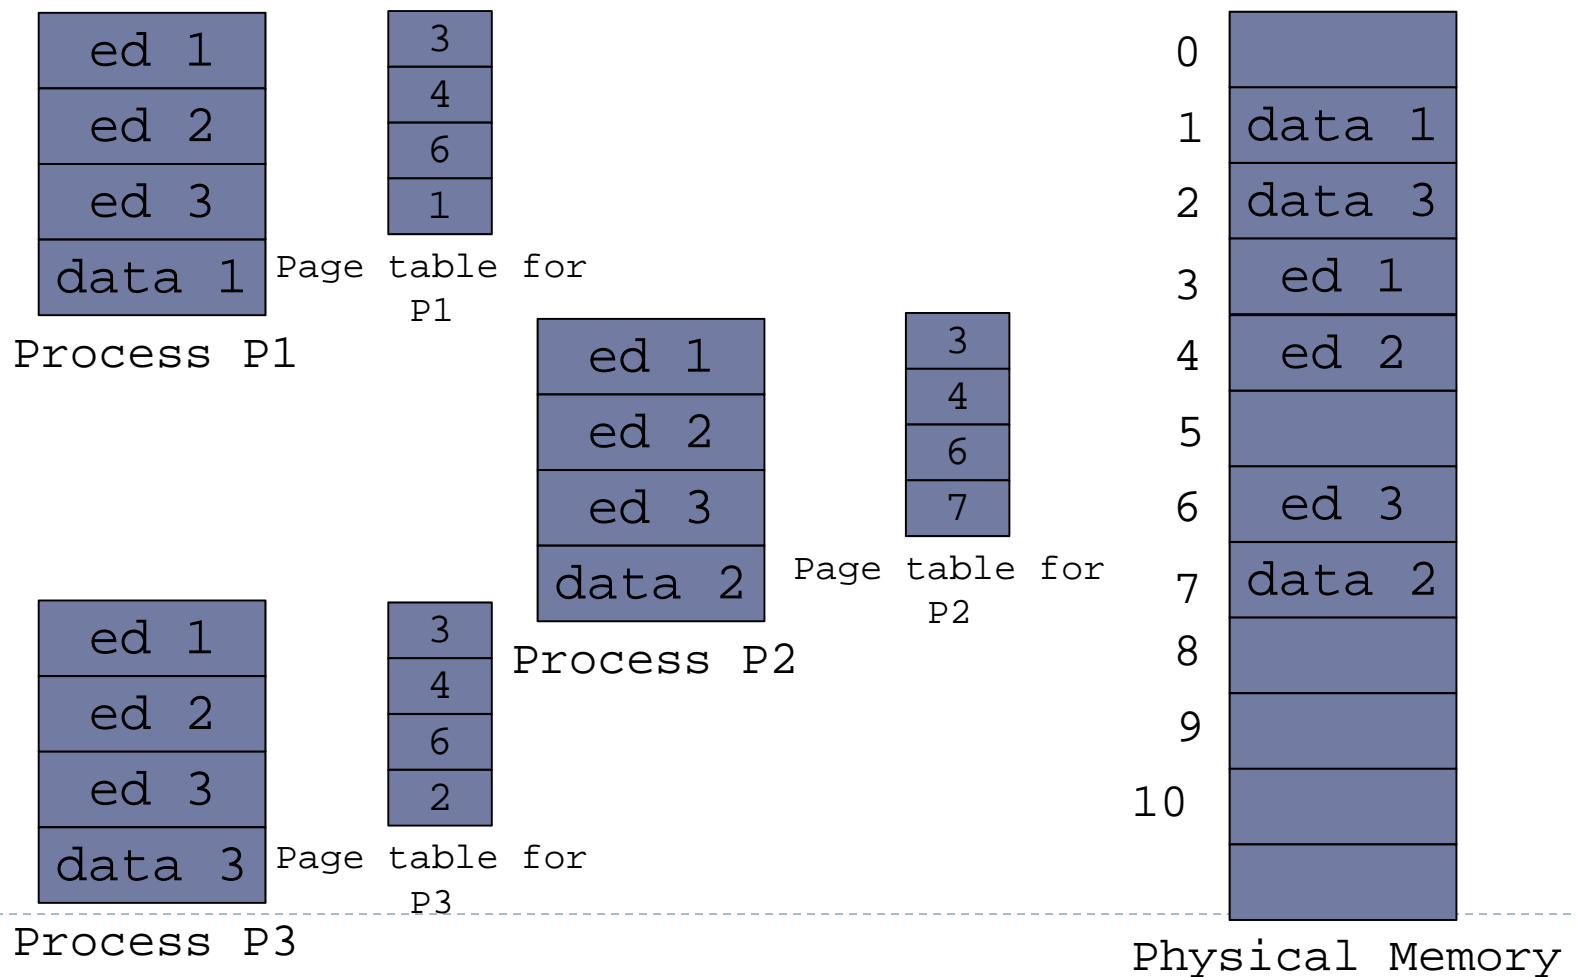 ed 1
ed 2
ed 3
data 1
Process P1
3
4
6
1
Page table for
P1
ed 1
ed 2
ed 3
data 2
Process P2
3
4
6
7
Page table for
P2
ed 1
ed 2
ed 3
data 3
Process P3
3
4
6
2
Page table for
P3
0
1 data 1
2 data 3
3 ed 1
4 ed 2
5
6 ed 3
7 data 2
8
9
10
Physical Memory